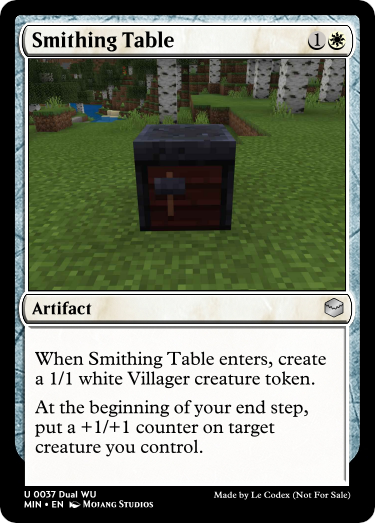 Smithing Table 1
Artifact
When Smithing Table enters, create
a 1/1 white Villager creature token.
At the beginning of your end step,
put a +1/+1 counter on target
creature you control.
U 0037 Dual WU Made by Le Codex (Not For Sale)
MIN • EN Mojang Studios